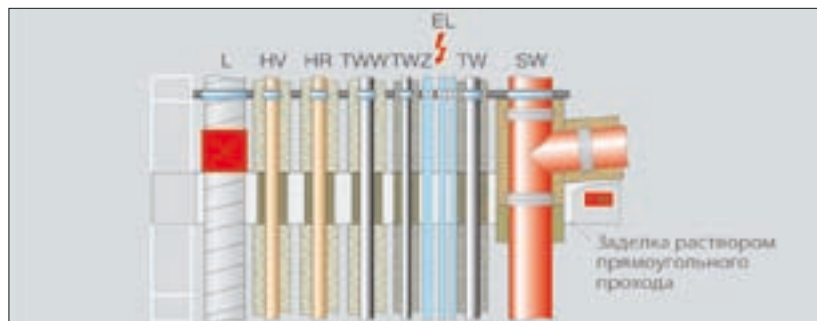 EL
L HV HR TWW TWZ TW SW
Заделка раствором
прямоугольного
прохода